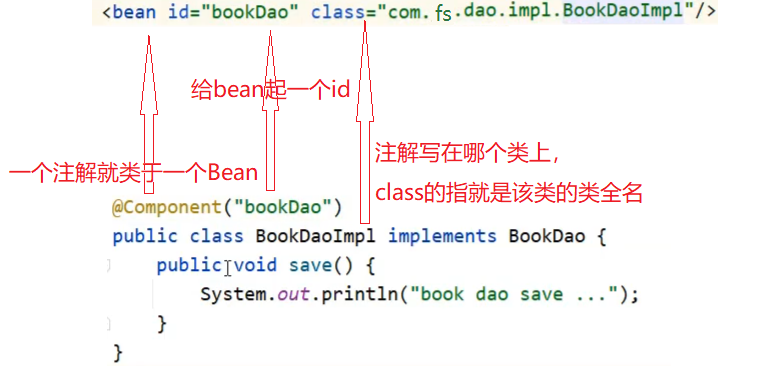 <bean id="bookDao" class="com.fs.dao.impl.BookDaoImpl"/>
给bean起一个id
一个注解就类于一个Bean
注解写在哪个类上，
class的指就是该类的类全名
@Component("bookDao")
public class BookDaoImpl implements BookDao {
public void save() {
System.out.println("book dao save ...");
}
}